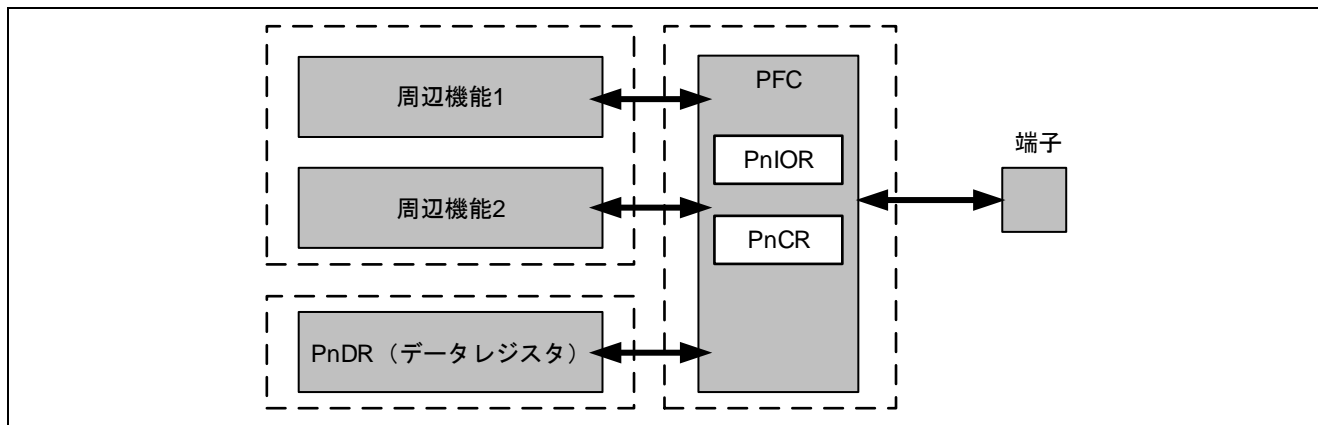 周辺機能1
周辺機能2
PnDR（データレジスタ）
PFC
PnIOR
PnCR
端子